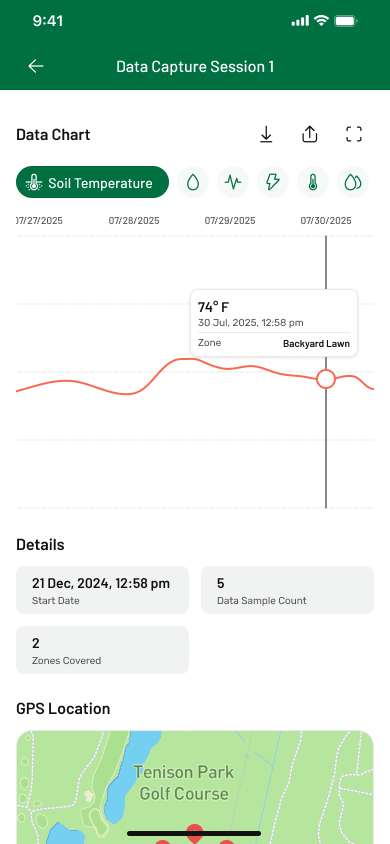 9:41
Data Capture Session 1
Data Chart
Soil Temperature
07/27/2025 07/28/2025 07/29/2025 07/30/2025
74° F
30 Jul, 2025, 12:58 pm
Zone Backyard Lawn
Details
21 Dec, 2024, 12:58 pm
Start Date
5
Data Sample Count
2
Zones Covered
GPS Location
Tenison Park
Golf Course